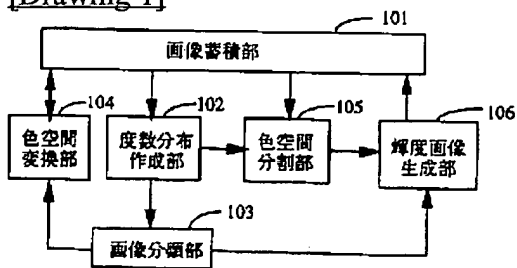 [Drawing 1]
101
画像蓄積部
104
102
105
106
色空間
変換部
度数分布
作成部
色空間
分割部
輝度画像
生成部
103
画像分類部